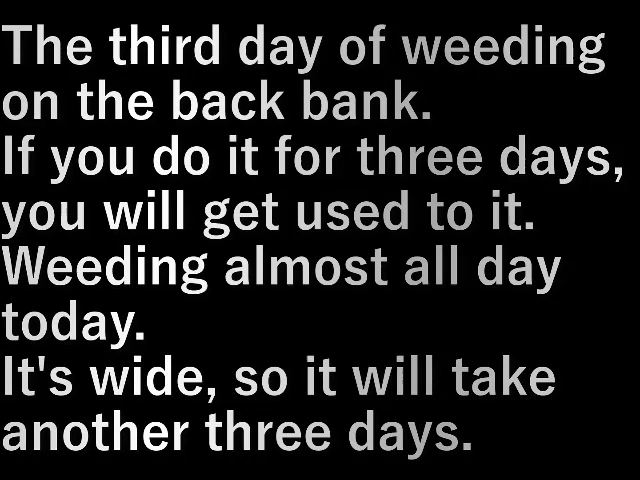 The third day of weeding
on the back bank.
If you do it for three days,
you will get used to it.
Weeding almost all day
today.
It's wide, so it will take
another three days.